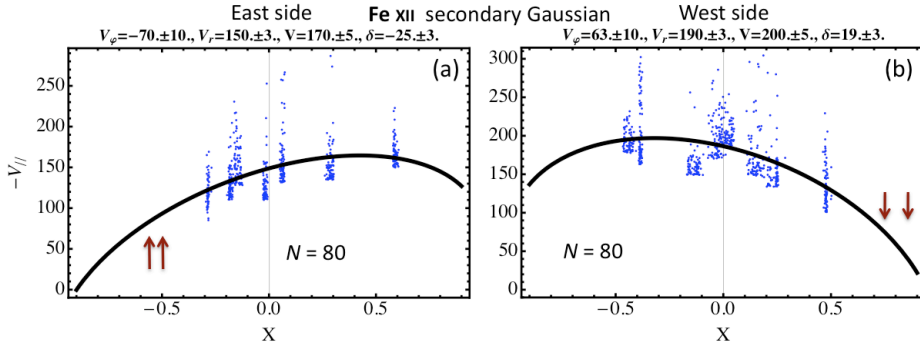 East side Fe XII secondary Gaussian West side
Vφ=−70.±10., Vr=150.±3., V=170.±5., δ=−25.±3.
Vφ=63.±10., Vr=190.±3., V=200.±5., δ=19.±3.
(a)
(b)
250
200
150
100
50
0
−V//
N = 80
−0.5
0.0
0.5
X
300
250
200
150
100
50
0
N = 80
−0.5
0.0
0.5
X